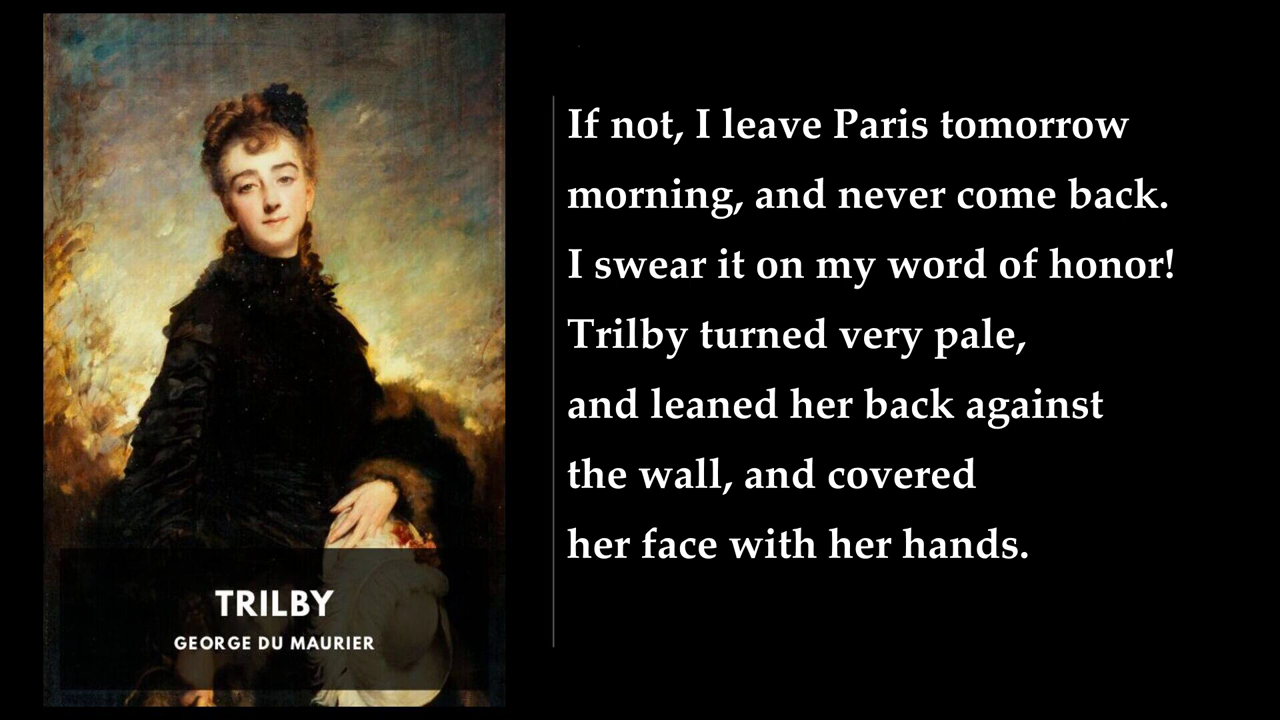 TRILBY
GEORGE DU MAURIER
If not, I leave Paris tomorrow
morning, and never come back.
I swear it on my word of honor!
Trilby turned very pale,
and leaned her back against
the wall, and covered
her face with her hands.